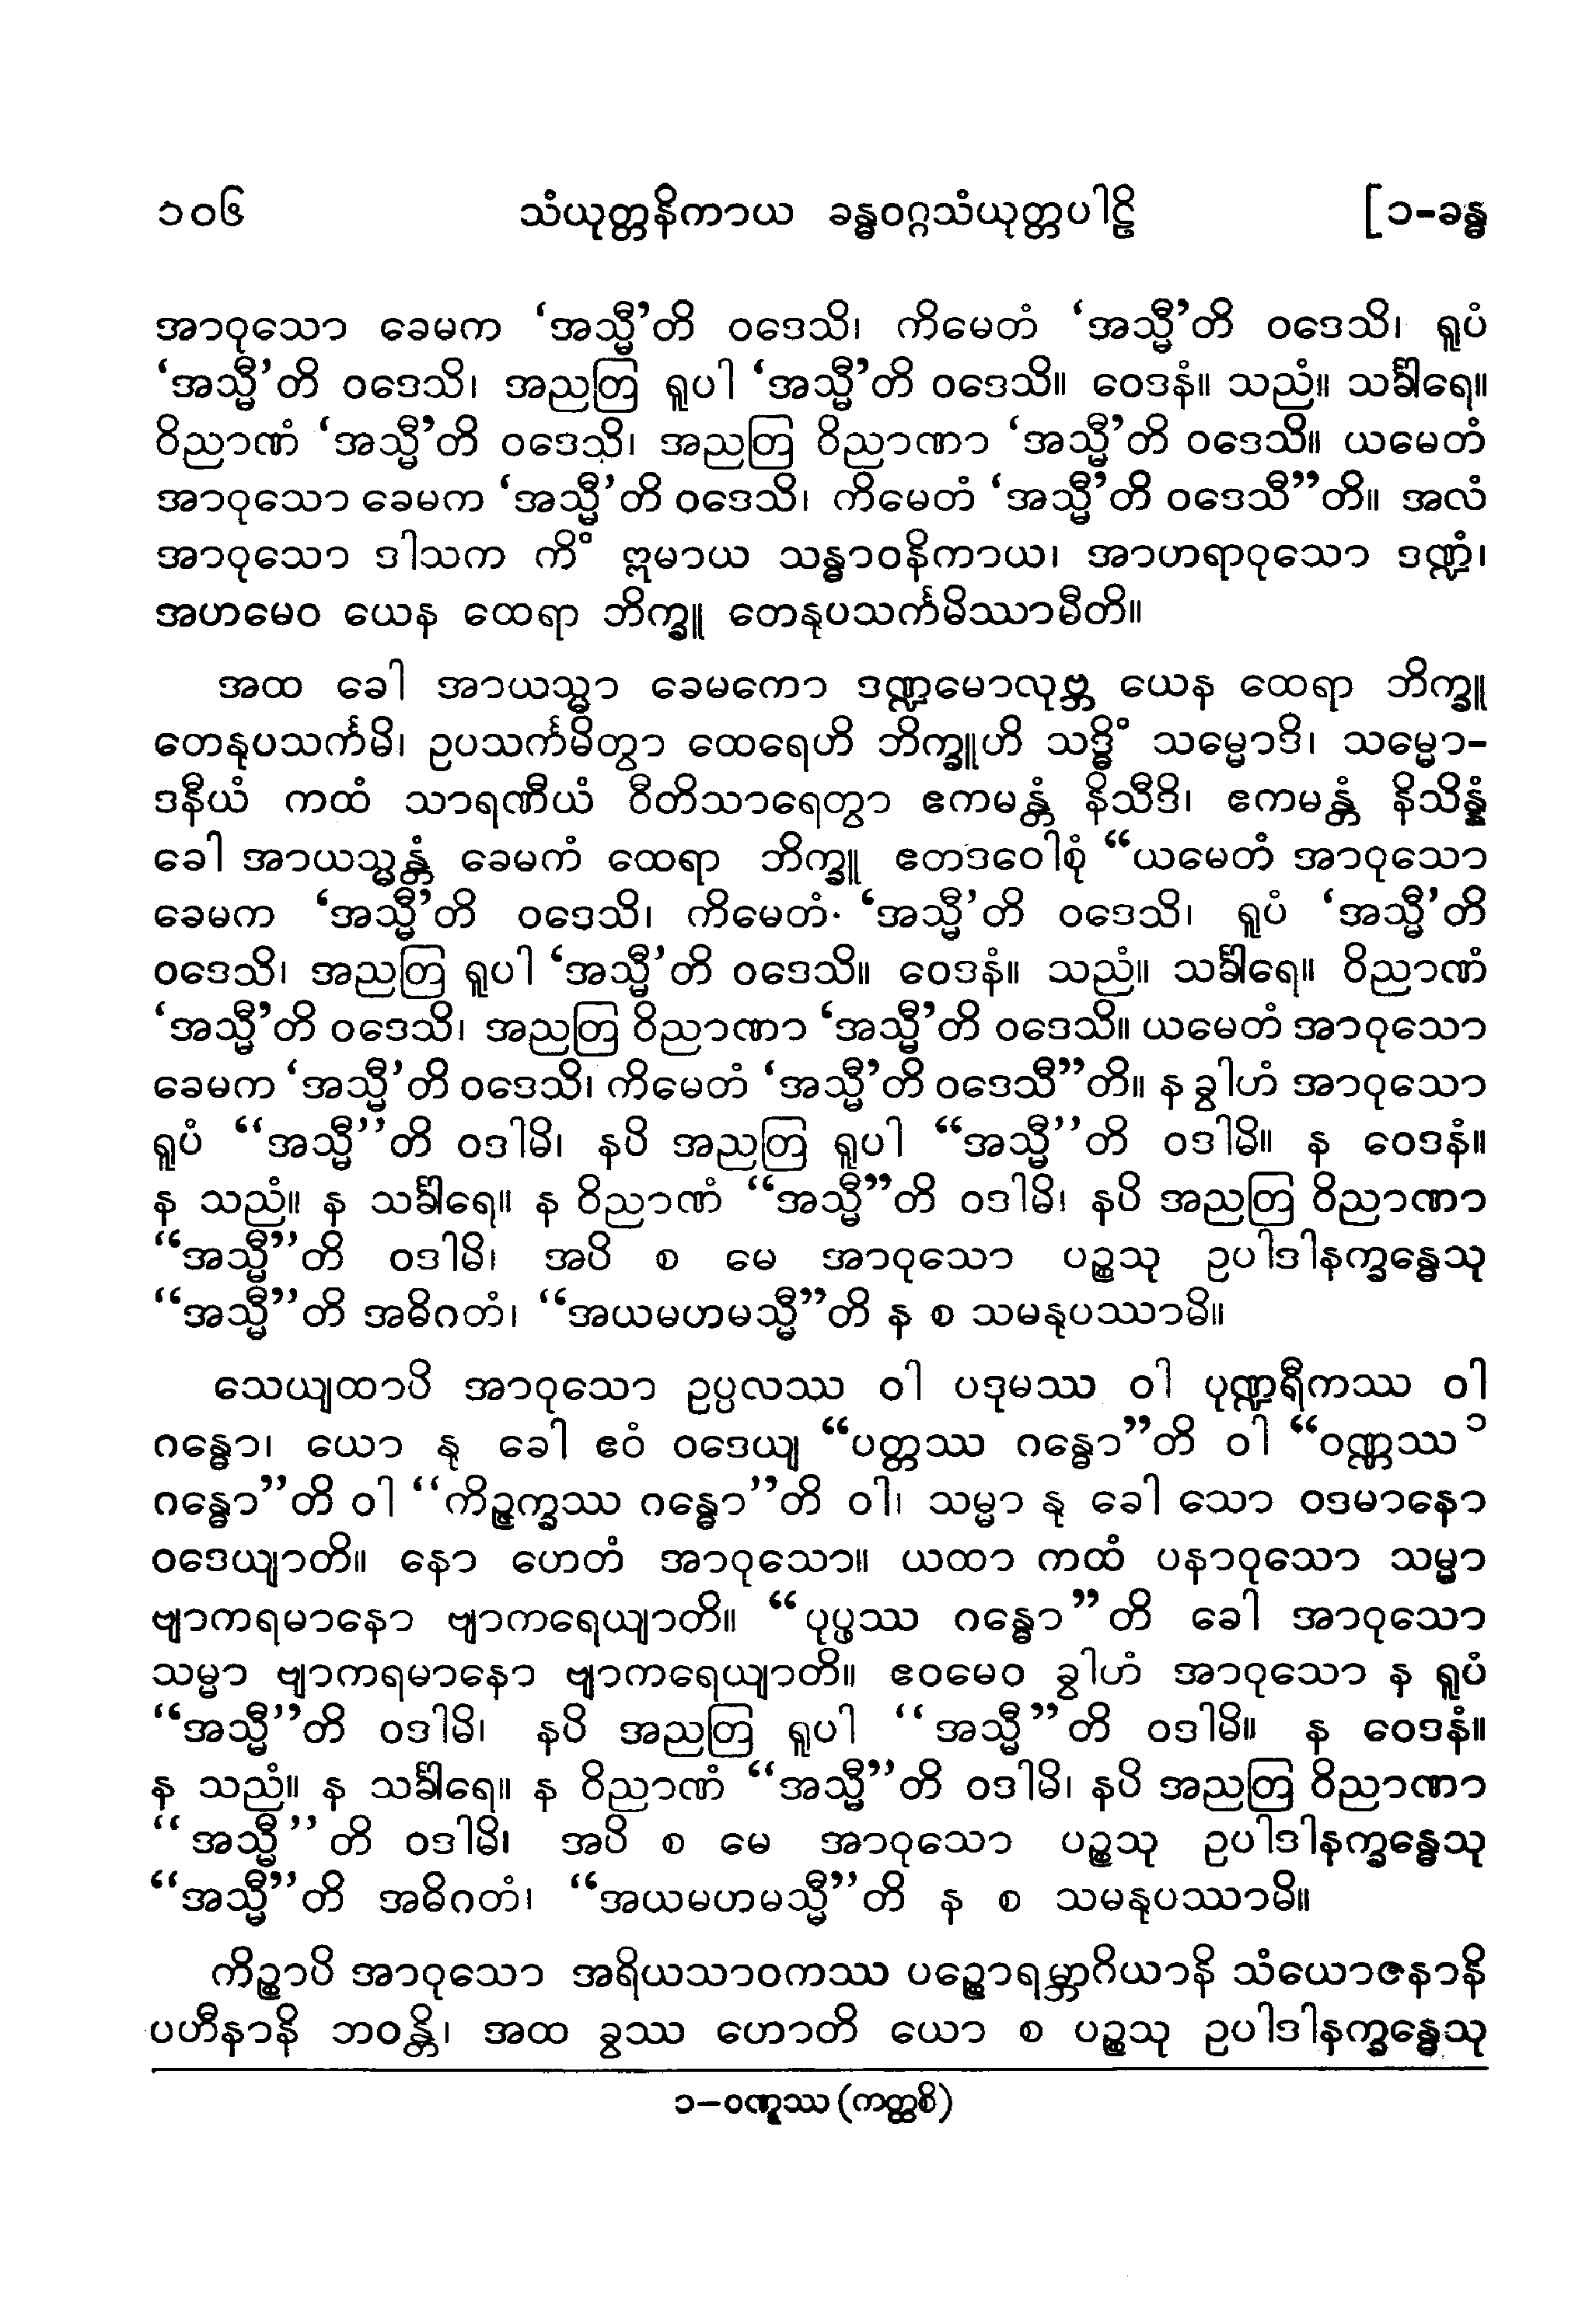 ၁၀၆ သံယုတ္တနိကာယ ခန္ဓဝဂ္ဂသံယုတ္တပါဠိ [၁-ခန္ဓ
အာဝုသော ခေမက ‘အသ္မီ’တိ ဝဒေသိ၊ ကိမေတံ ‘အသ္မီ’တိ ဝဒေသိ၊ ရူပံ
‘အသ္မီ’တိ ဝဒေသိ၊ အညတြ ရူပါ ‘အသ္မီ’တိ ဝဒေသိ။ ဝေဒနံ။ သညံ။ သင်္ခါရေ။
ဝိညာဏံ ‘အသ္မီ’တိ ဝဒေသိ၊ အညတြ ဝိညာဏာ ‘အသ္မီ’တိ ဝဒေသိ။ ယမေတံ
အာဝုသော ခေမက ‘အသ္မီ’တိ ဝဒေသိ၊ ကိမေတံ ‘အသ္မီ’တိ ဝဒေသီ”တိ။ အလံ
အာဝုသော ဒါသက ကိံ ဣမာယ သန္ဓာဝနိကာယ၊ အာဟရာဝုသော ဒဏ္ဍံ၊
အဟမေဝ ယေန ထေရာ ဘိက္ခူ တေနုပသင်္ကမိဿာမီတိ။
အထ ခေါ အာယသ္မာ ခေမကော ဒဏ္ဍမောလုဗ္ဘ ယေန ထေရာ ဘိက္ခူ
တေနုပသင်္ကမိ၊ ဥပသင်္ကမိတွာ ထေရေဟိ ဘိက္ခူဟိ သဒ္ဓိံ သမ္မောဒိ၊ သမ္မော-
ဒနီယံ ကထံ သာရဏီယံ ဝီတိသာရေတွာ ဧကမန္တံ နိသီဒိ၊ ဧကမန္တံ နိသိန္နံ
ခေါ အာယသ္မန္တံ ခေမကံ ထေရာ ဘိက္ခူ ဧတဒဝေါစုံ “ယမေတံ အာဝုသော
ခေမက ‘အသ္မီ’တိ ဝဒေသိ၊ ကိမေတံ ‘အသ္မီ’တိ ဝဒေသိ၊ ရူပံ ‘အသ္မီ’တိ
ဝဒေသိ၊ အညတြ ရူပါ ‘အသ္မီ’တိ ဝဒေသိ။ ဝေဒနံ။ သညံ။ သင်္ခါရေ။ ဝိညာဏံ
‘အသ္မီ’တိ ဝဒေသိ၊ အညတြ ဝိညာဏာ ‘အသ္မီ’တိ ဝဒေသိ။ ယမေတံ အာဝုသော
ခေမက ‘အသ္မီ’တိ ဝဒေသိ၊ ကိမေတံ ‘အသ္မီ’တိ ဝဒေသီ”တိ။ န ခွါဟံ အာဝုသော
ရူပံ “အသ္မီ”တိ ဝဒါမိ၊ နပိ အညတြ ရူပါ “အသ္မီ”တိ ဝဒါမိ။ န ဝေဒနံ။
န သညံ။ န သင်္ခါရေ။ န ဝိညာဏံ “အသ္မီ”တိ ဝဒါမိ၊ နပိ အညတြ ဝိညာဏာ
“အသ္မီ”တိ ဝဒါမိ၊ အပိ စ မေ အာဝုသော ပဉ္စသု ဥပါဒါနက္ခန္ဓေသု
“အသ္မီ”တိ အဓိဂတံ၊ “အယမဟမသ္မီ”တိ န စ သမနုပဿာမိ။
သေယျထာပိ အာဝုသော ဥပ္ပလဿ ဝါ ပဒုမဿ ဝါ ပုဏ္ဍရီကဿ ဝါ
ဂန္ဓော၊ ယော နု ခေါ ဧဝံ ဝဒေယျ “ပတ္တဿ ဂန္ဓော”တိ ဝါ “ဝဏ္ဏဿ ၁
ဂန္ဓော”တိ ဝါ “ကိဉ္ဇက္ခဿ ဂန္ဓော”တိ ဝါ၊ သမ္မာ နု ခေါ သော ဝဒမာနော
ဝဒေယျာတိ။ နော ဟေတံ အာဝုသော။ ယထာ ကထံ ပနာဝုသော သမ္မာ
ဗျာကရမာနော ဗျာကရေယျာတိ။ “ပုပ္ဖဿ ဂန္ဓော”တိ ခေါ အာဝုသော
သမ္မာ ဗျာကရမာနော ဗျာကရေယျာတိ။ ဧဝမေဝ ခွါဟံ အာဝုသော န ရူပံ
“အသ္မီ”တိ ဝဒါမိ၊ နပိ အညတြ ရူပါ “အသ္မီ”တိ ဝဒါမိ။ န ဝေဒနံ။
န သညံ။ န သင်္ခါရေ။ န ဝိညာဏံ “အသ္မီ”တိ ဝဒါမိ၊ နပိ အညတြ ဝိညာဏာ
“အသ္မီ”တိ ဝဒါမိ၊ အပိ စ မေ အာဝုသော ပဉ္စသု ဥပါဒါနက္ခန္ဓေသု
“အသ္မီ”တိ အဓိဂတံ၊ “အယမဟမသ္မီ”တိ န စ သမနုပဿာမိ။
ကိဉ္စာပိ အာဝုသော အရိယသာဝကဿ ပဉ္စောရမ္ဘာဂိယာနိ သံယောဇနာနိ
ပဟီနာနိ ဘဝန္တိ၊ အထ ခွဿ ဟောတိ ယော စ ပဉ္စသု ဥပါဒါနက္ခန္ဓေသု
၁-ဝဏ္ဋဿ (ကတ္ထစိ)